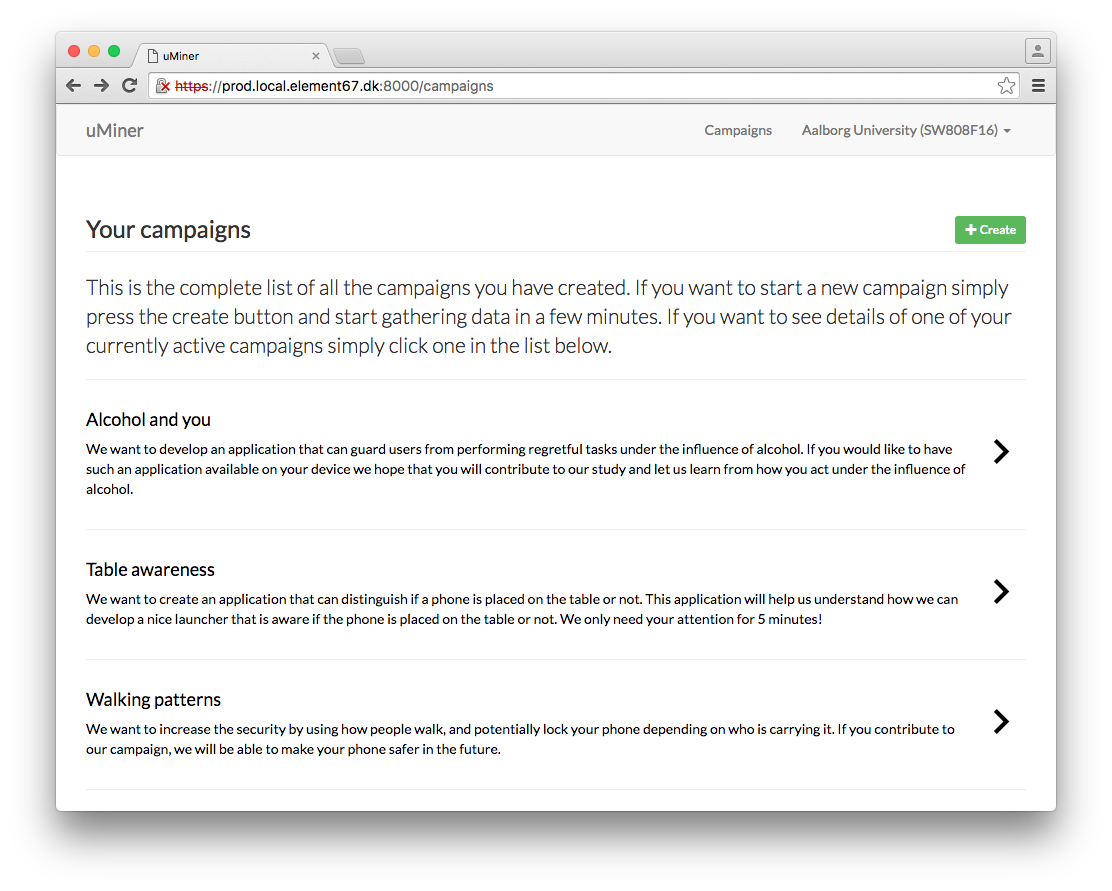 uMiner
https://prod.local.element67.dk:8000/campaigns
uMiner
Campaigns
Aalborg University (SW808F16)
Your campaigns
Create
This is the complete list of all the campaigns you have created. If you want to start a new campaign simply
press the create button and start gathering data in a few minutes. If you want to see details of one of your
currently active campaigns simply click one in the list below.
Alcohol and you
We want to develop an application that can guard users from performing regretful tasks under the influence of alcohol. If you would like to have
such an application available on your device we hope that you will contribute to our study and let us learn from how you act under the influence of
alcohol.
Table awareness
We want to create an application that can distinguish if a phone is placed on the table or not. This application will help us understand how we can
develop a nice launcher that is aware if the phone is placed on the table or not. We only need your attention for 5 minutes!
Walking patterns
We want to increase the security by using how people walk, and potentially lock your phone depending on who is carrying it. If you contribute to
our campaign, we will be able to make your phone safer in the future.